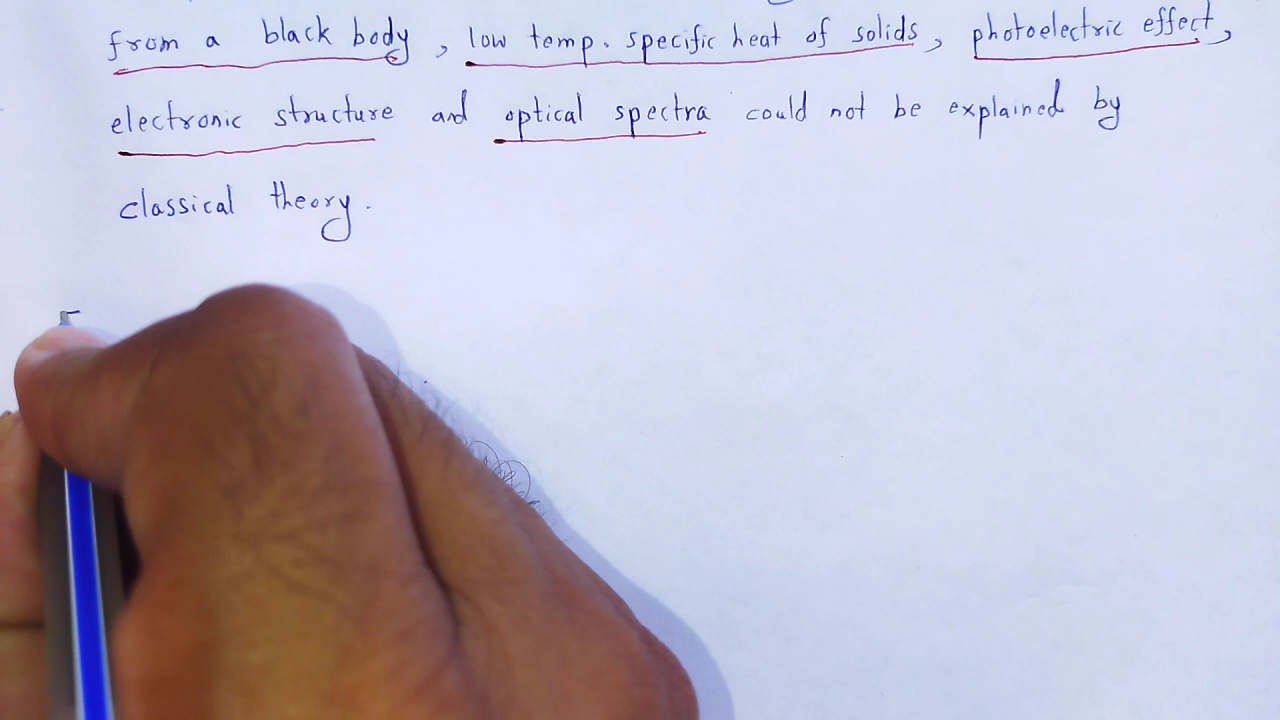 from a black body, low temp. specific heat of solids, photoelectric effect,
electronic structure and optical spectra could not be explained by
classical theory.